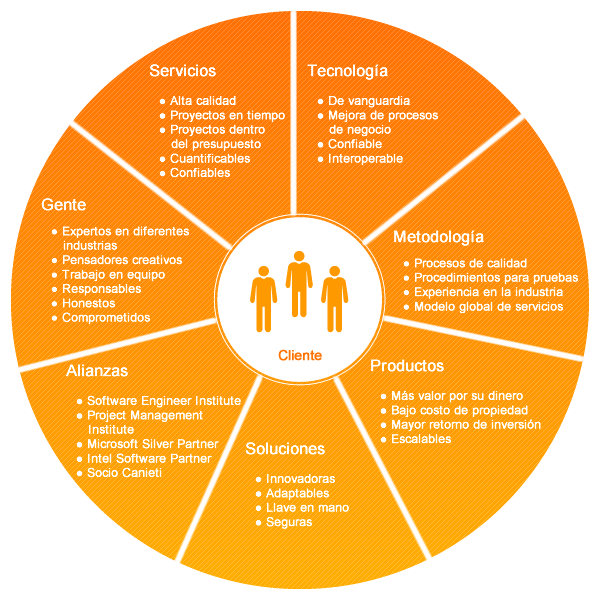 Servicios
● Alta calidad
● Proyectos en tiempo
● Proyectos dentro
del presupuesto
● Cuantificables
● Confiables
Tecnología
● De vanguardia
● Mejora de procesos
de negocio
● Confiable
● Interoperable
Metodología
● Procesos de calidad
● Procedimientos para pruebas
● Experiencia en la industria
● Modelo global de servicios
Productos
● Más valor por su dinero
● Bajo costo de propiedad
● Mayor retorno de inversión
● Escalables
Soluciones
● Innovadoras
● Adaptables
● Llave en mano
● Seguras
Alianzas
● Software Engineer Institute
● Project Management
Institute
● Microsoft Silver Partner
● Intel Software Partner
● Socio Canieti
Gente
● Expertos en diferentes
industrias
● Pensadores creativos
● Trabajo en equipo
● Responsables
● Honestos
● Comprometidos
Cliente